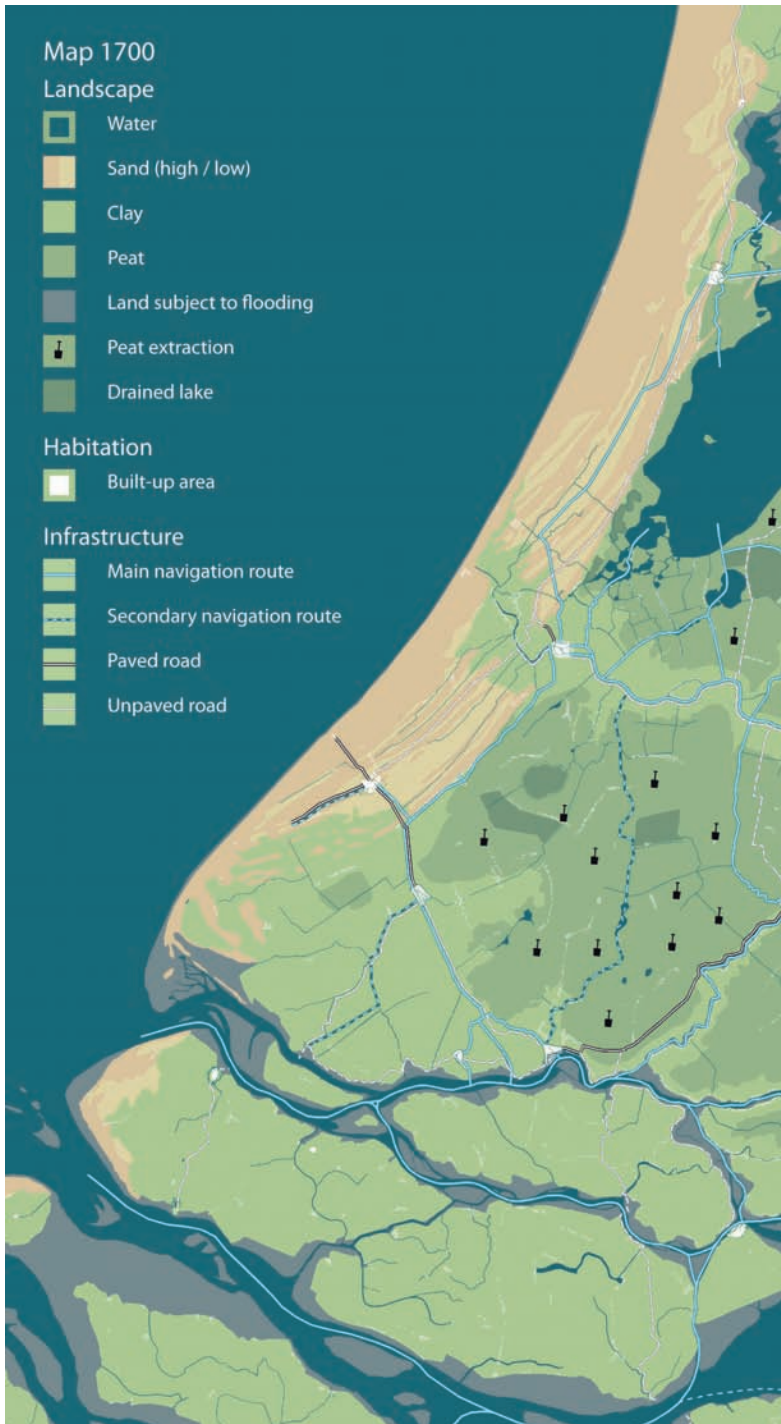 Map 1700
Landscape
Water
Sand (high / low)
Clay
Peat
Land subject to flooding
Peat extraction
Drained lake
Habitation
Built-up area
Infrastructure
Main navigation route
Secondary navigation route
Paved road
Unpaved road